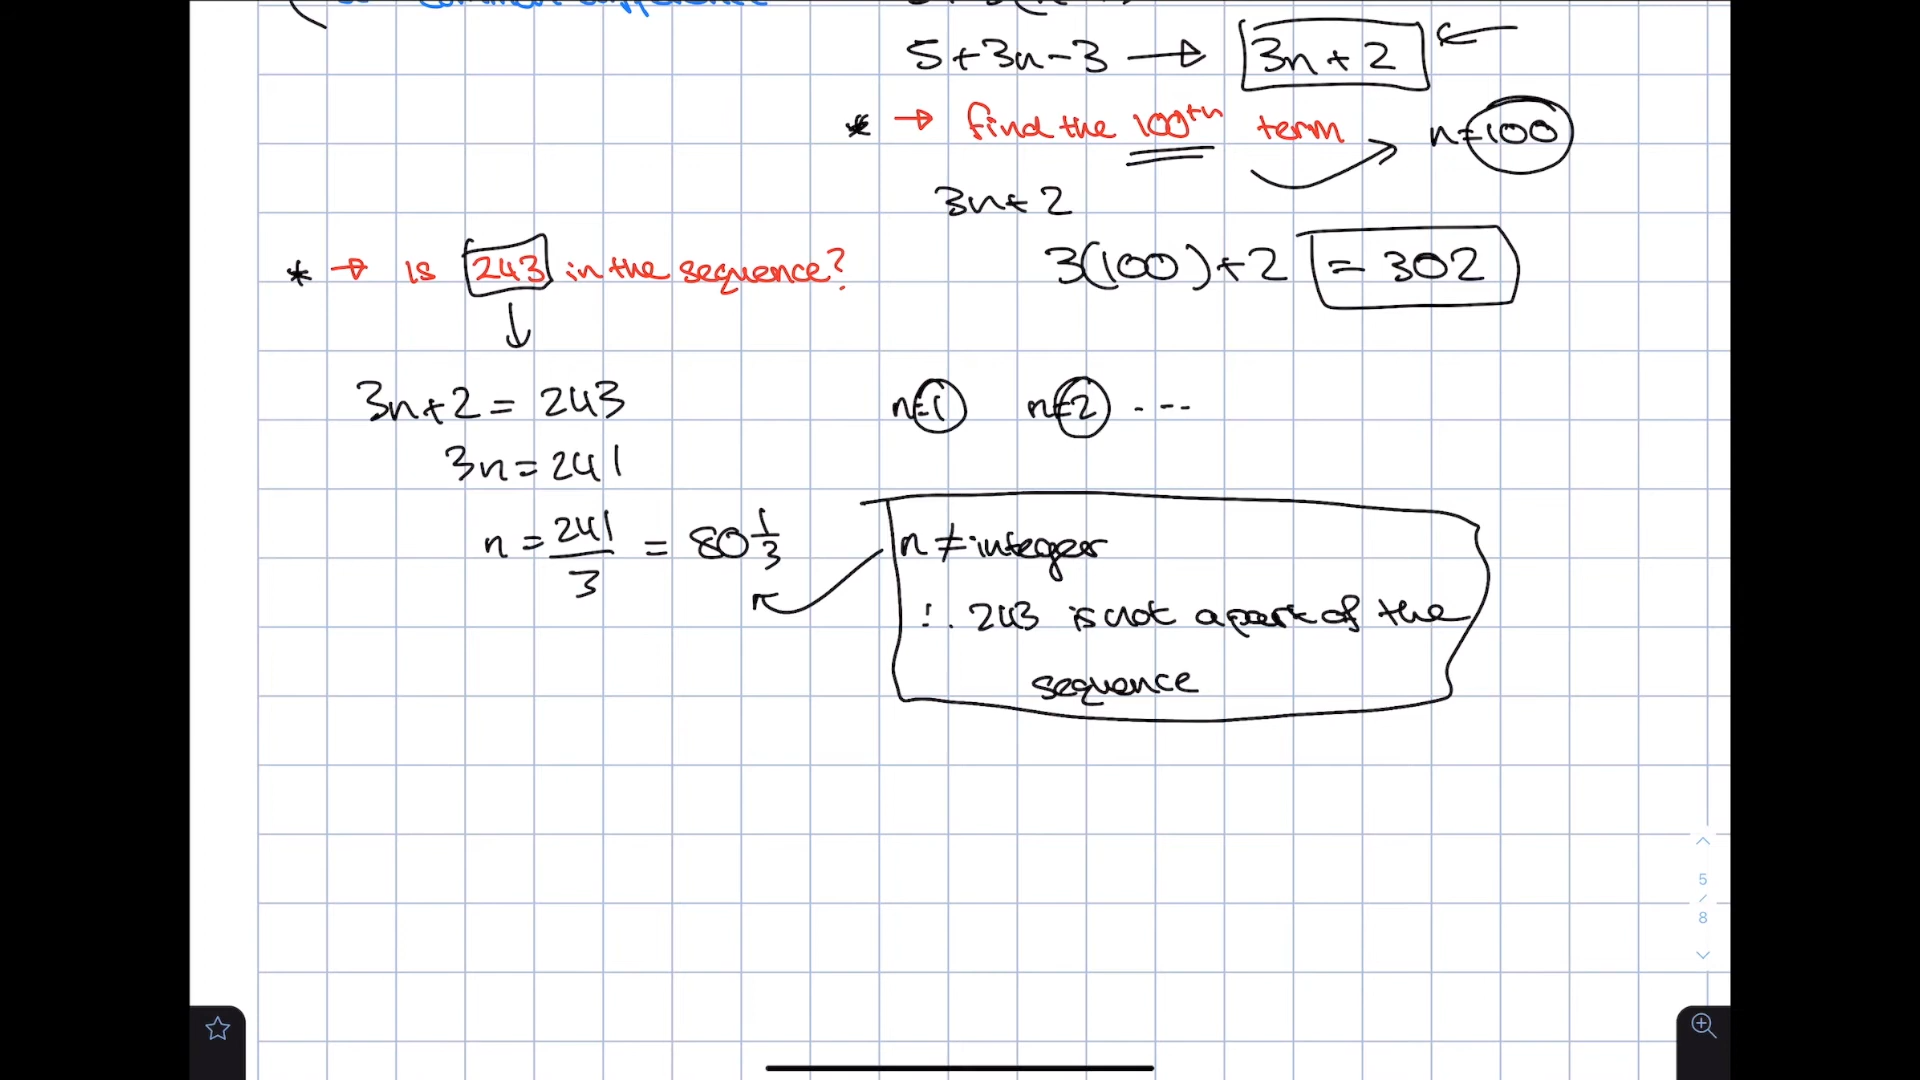 common difference
5+3n-3 → 3n+2
* → find the 100th term n=100
3n+2
3(100)+2 = 302
* → Is 243 in the sequence?
3n+2 = 243
3n = 241
n = 241/3 = 80 1/3
n=1 n=2 ...
n ≠ integer
∴ 243 is not a part of the
sequence
5
/
8